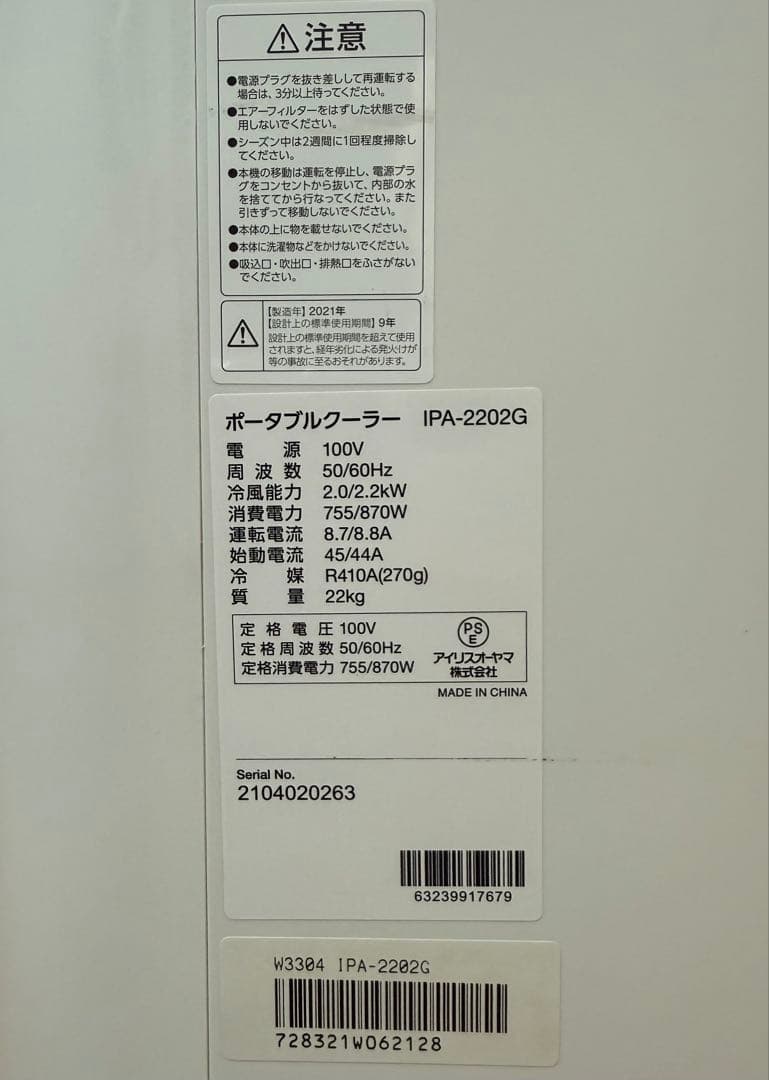 ⚠注意
●電源プラグを抜き差しして再運転する
場合は、3分以上待ってください。
●エアーフィルターをはずした状態で使
用しないでください。
●シーズン中は2週間に1回程度掃除し
てください。
●本機の移動は運転を停止し、電源プラ
グをコンセントから抜いて、内部の水
を捨ててから行なってください。また
引きずって移動しないでください。
●本体の上に物を載せないでください。
●本体に洗濯物などをかけないでください。
●吸込口・吹出口・排熱口をふさがない
でください。
【製造年】2021年
【設計上の標準使用期間】9年
設計上の標準使用期間を超えて使用
されますと、経年劣化による発火けが
等の事故に至るおそれがあります。
ポータブルクーラー IPA-2202G
電源 100V
周波数 50/60Hz
冷風能力 2.0/2.2kW
消費電力 755/870W
運転電流 8.7/8.8A
始動電流 45/44A
冷媒 R410A(270g)
質量 22kg
定格電圧 100V
定格周波数 50/60Hz
定格消費電力 755/870W
PS
E
アイリスオーヤマ
株式会社
MADE IN CHINA
Serial No.
2104020263
63239917679
W3304 IPA-2202G
728321W062128